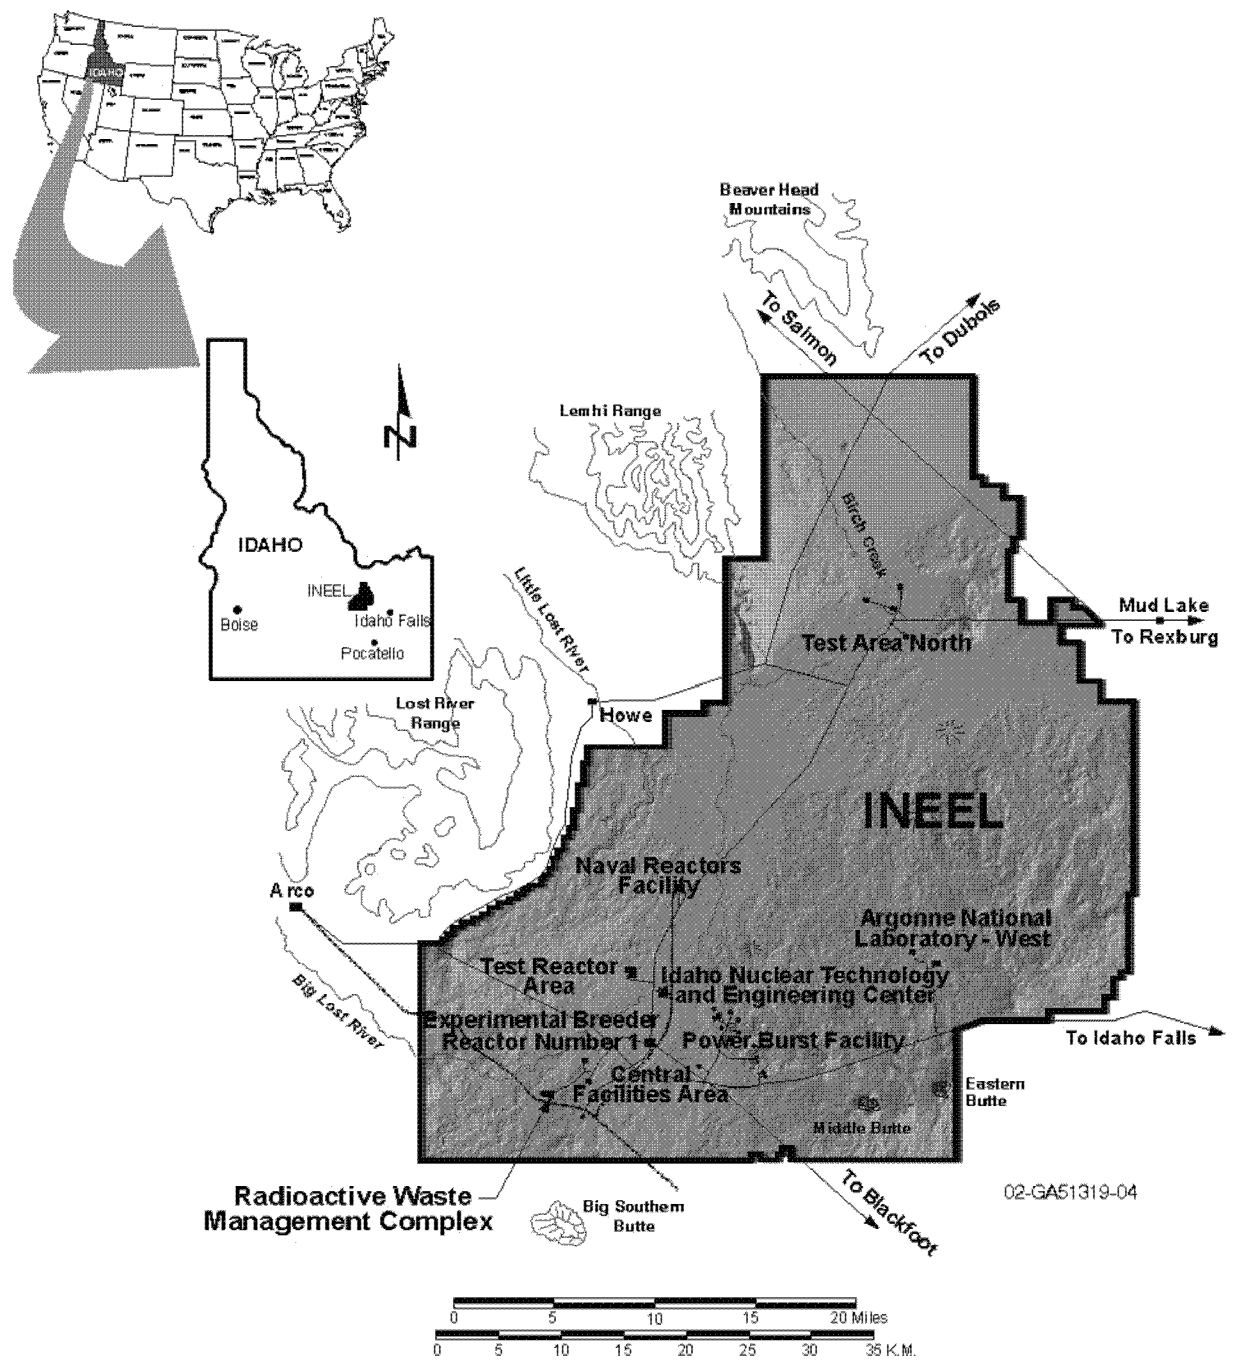 IDAHO
Beaver Head
Mountains
To Salmon
To Dubois
N
Lemhi Range
Birch Creek
IDAHO
INEEL
Boise
Idaho Falls
Pocatello
Little Lost River
Mud Lake
To Rexburg
Test Area North
Lost River
Range
Howe
INEEL
Naval Reactors
Facility
Arco
Argonne National
Laboratory - West
Test Reactor
Area
Idaho Nuclear Technology
and Engineering Center
Big Lost River
Experimental Breeder
Reactor Number 1
Power Burst Facility
To Idaho Falls
Central
Facilities Area
Eastern
Butte
Middle Butte
Radioactive Waste
Management Complex
Big Southern
Butte
To Blackfoot
02-GA51319-04
0 5 10 15 20 Miles
0 5 10 15 20 25 30 35 K.M.